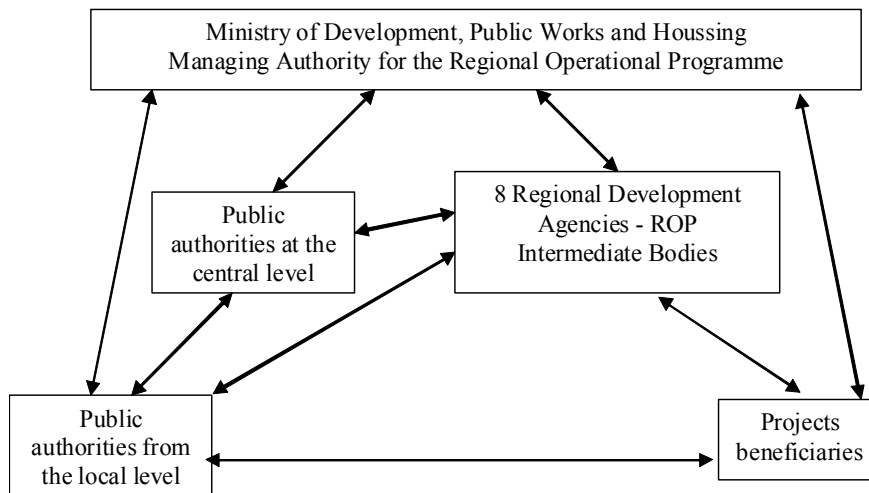 Ministry of Development, Public Works and Houssing
Managing Authority for the Regional Operational Programme
Public
authorities at the
central level
8 Regional Development
Agencies - ROP
Intermediate Bodies
Public
authorities from
the local level
Projects
beneficiaries